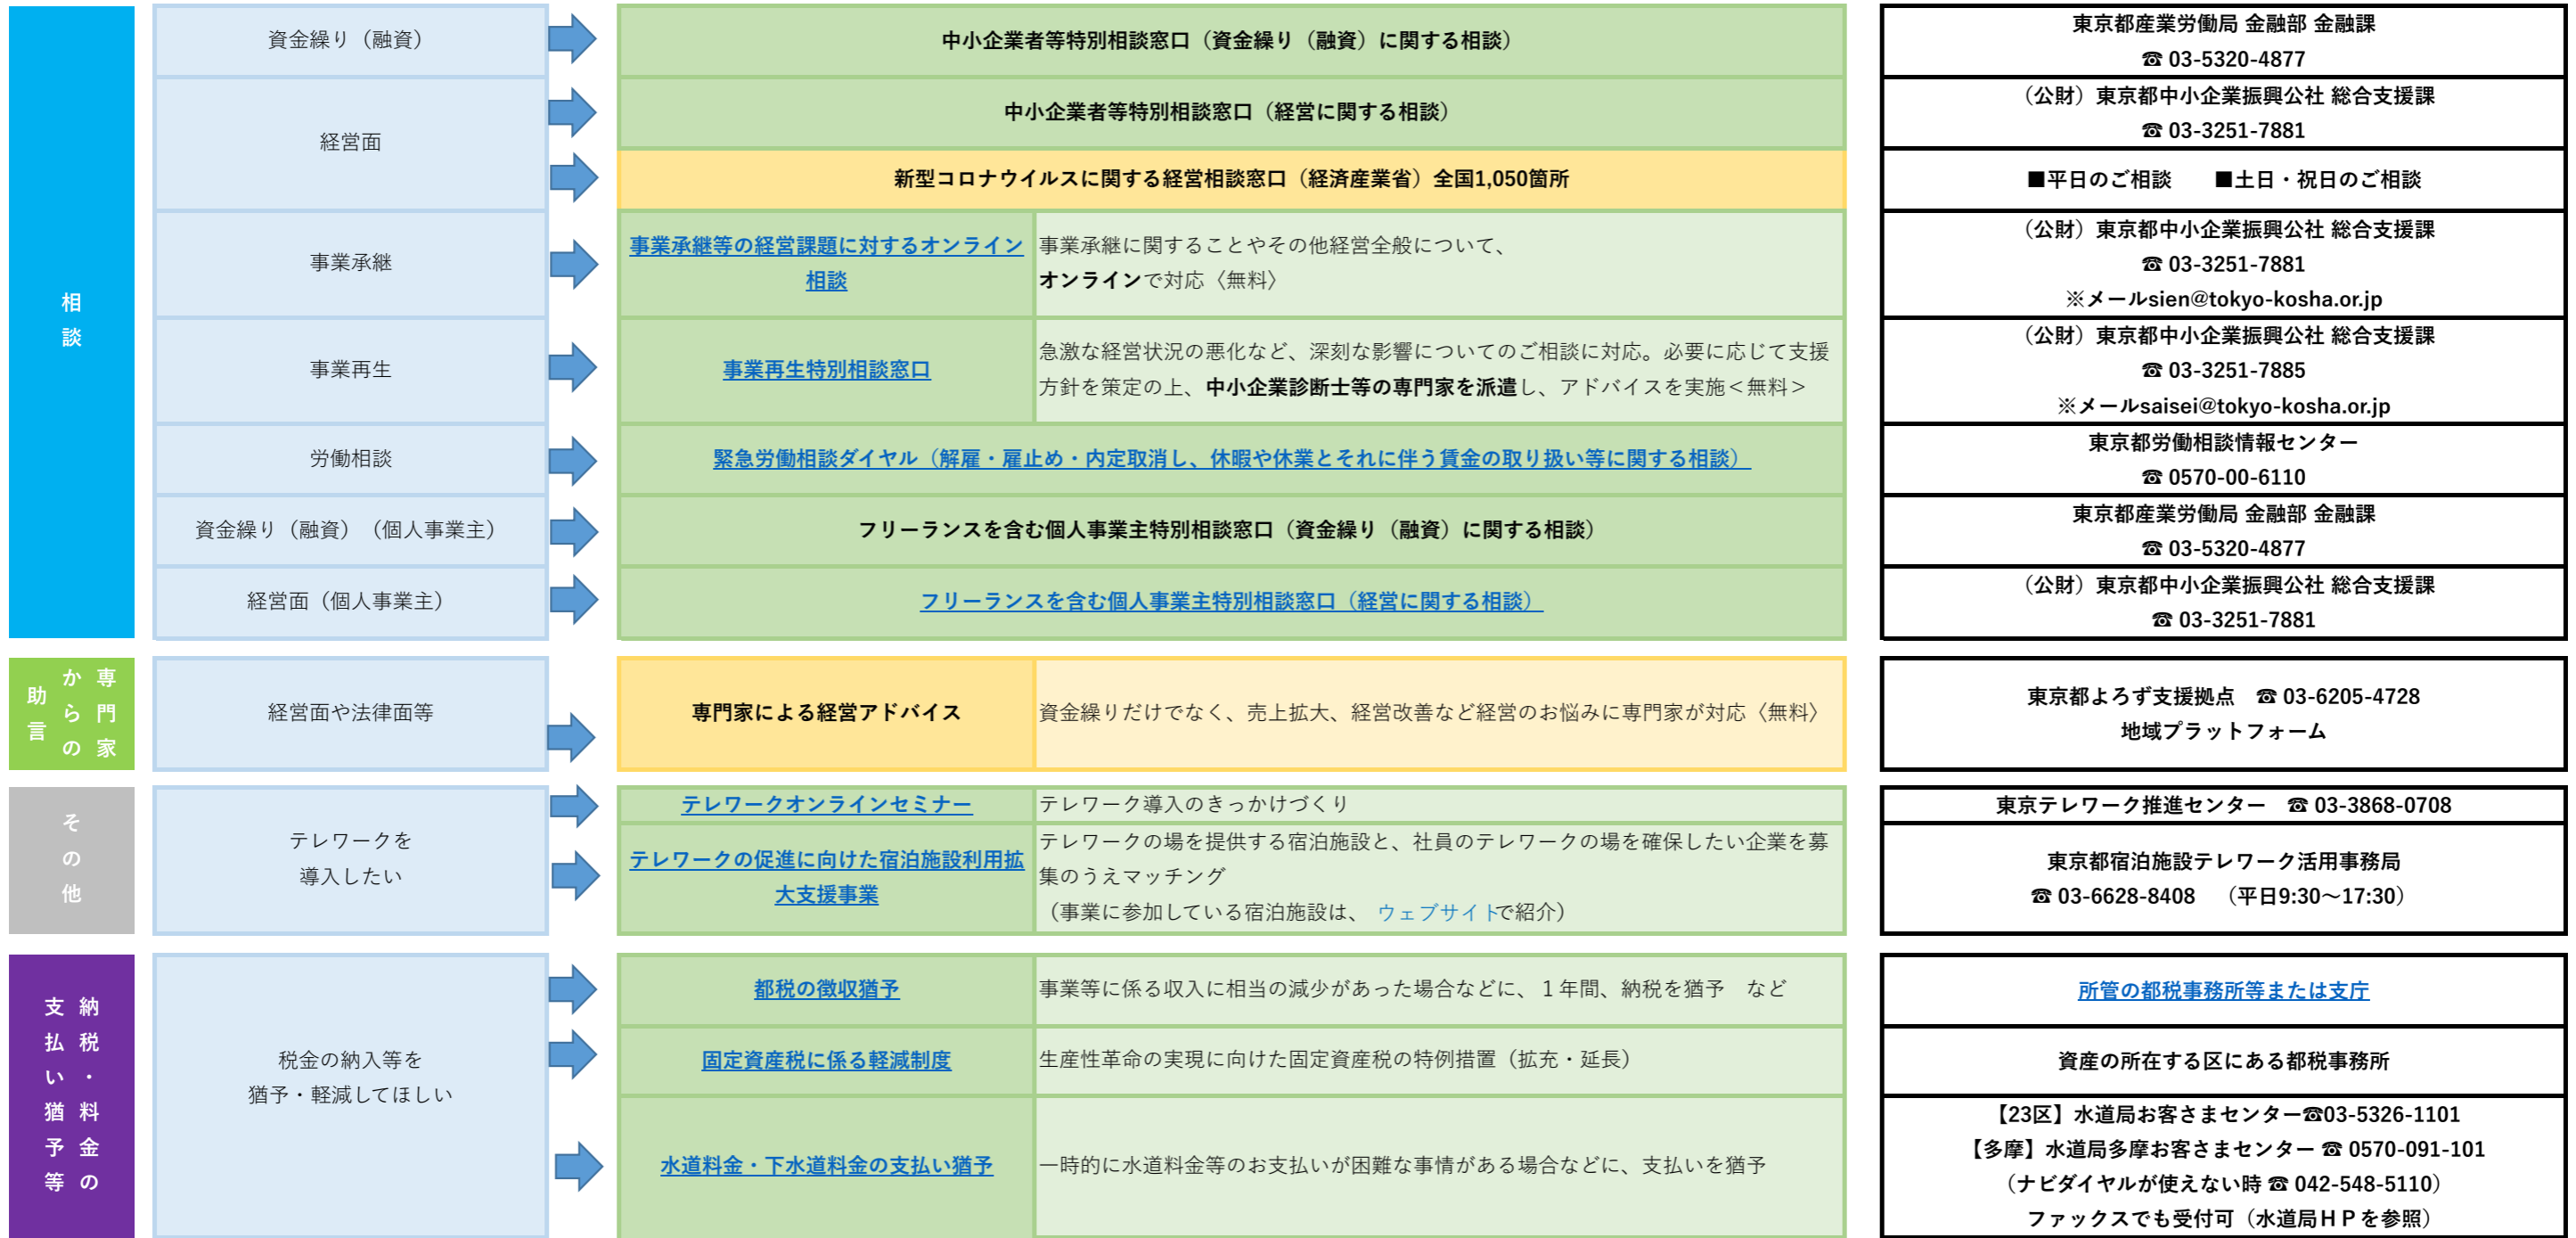 相談
資金繰り（融資）
中小企業者等特別相談窓口（資金繰り（融資）に関する相談）
東京都産業労働局 金融部 金融課
☎ 03-5320-4877
経営面
中小企業者等特別相談窓口（経営に関する相談）
（公財）東京都中小企業振興公社 総合支援課
☎ 03-3251-7881
新型コロナウイルスに関する経営相談窓口（経済産業省）全国1,050箇所
■平日のご相談　　■土日・祝日のご相談
事業承継
事業承継等の経営課題に対するオンライン
相談
事業承継に関することやその他経営全般について、
オンラインで対応〈無料〉
（公財）東京都中小企業振興公社 総合支援課
☎ 03-3251-7881
※メールsien@tokyo-kosha.or.jp
事業再生
事業再生特別相談窓口
急激な経営状況の悪化など、深刻な影響についてのご相談に対応。必要に応じて支援
方針を策定の上、中小企業診断士等の専門家を派遣し、アドバイスを実施＜無料＞
（公財）東京都中小企業振興公社 総合支援課
☎ 03-3251-7885
※メールsaisei@tokyo-kosha.or.jp
労働相談
緊急労働相談ダイヤル（解雇・雇止め・内定取消し、休暇や休業とそれに伴う賃金の取り扱い等に関する相談）
東京都労働相談情報センター
☎ 0570-00-6110
資金繰り（融資）（個人事業主）
フリーランスを含む個人事業主特別相談窓口（資金繰り（融資）に関する相談）
東京都産業労働局 金融部 金融課
☎ 03-5320-4877
経営面（個人事業主）
フリーランスを含む個人事業主特別相談窓口（経営に関する相談）
（公財）東京都中小企業振興公社 総合支援課
☎ 03-3251-7881
専門家
からの
助言
経営面や法律面等
専門家による経営アドバイス
資金繰りだけでなく、売上拡大、経営改善など経営のお悩みに専門家が対応〈無料〉
東京都よろず支援拠点　☎ 03-6205-4728
地域プラットフォーム
その他
テレワークを
導入したい
テレワークオンラインセミナー
テレワーク導入のきっかけづくり
東京テレワーク推進センター　☎ 03-3868-0708
テレワークの促進に向けた宿泊施設利用拡
大支援事業
テレワークの場を提供する宿泊施設と、社員のテレワークの場を確保したい企業を募
集のうえマッチング
（事業に参加している宿泊施設は、 ウェブサイトで紹介）
東京都宿泊施設テレワーク活用事務局
☎ 03-6628-8408　（平日9:30～17:30）
納税・料金の
支払い猶予等
税金の納入等を
猶予・軽減してほしい
都税の徴収猶予
事業等に係る収入に相当の減少があった場合などに、１年間、納税を猶予　など
所管の都税事務所等または支庁
固定資産税に係る軽減制度
生産性革命の実現に向けた固定資産税の特例措置（拡充・延長）
資産の所在する区にある都税事務所
水道料金・下水道料金の支払い猶予
一時的に水道料金等のお支払いが困難な事情がある場合などに、支払いを猶予
【23区】水道局お客さまセンター☎03-5326-1101
【多摩】水道局多摩お客さまセンター ☎ 0570-091-101
（ナビダイヤルが使えない時 ☎ 042-548-5110）
ファックスでも受付可（水道局ＨＰを参照）